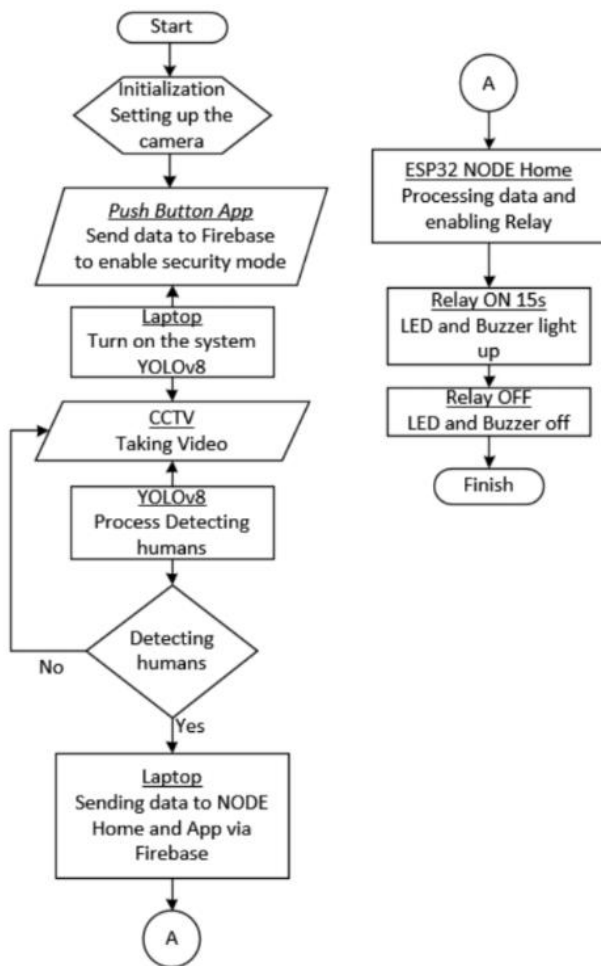 Start
Initialization
Setting up the
camera
Push Button App
Send data to Firebase
to enable security mode
Laptop
Turn on the system
YOLOv8
CCTV
Taking Video
YOLOv8
Process Detecting
humans
Detecting
humans
No
Yes
Laptop
Sending data to NODE
Home and App via
Firebase
A
A
ESP32 NODE Home
Processing data and
enabling Relay
Relay ON 15s
LED and Buzzer light
up
Relay OFF
LED and Buzzer off
Finish